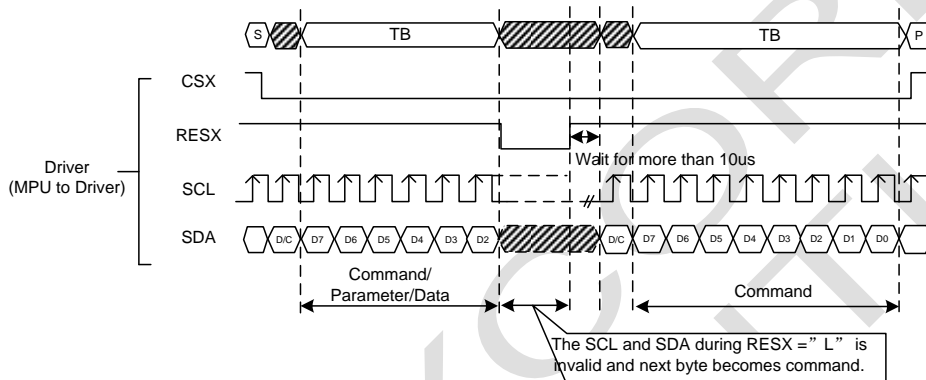 S TB TB P
CSX
RESX
Wait for more than 10us
Driver
(MPU to Driver)
SCL
SDA D/C D7 D6 D5 D4 D3 D2 D/C D7 D6 D5 D4 D3 D2 D1 D0
Command/
Parameter/Data
Command
The SCL and SDA during RESX =" L" is
invalid and next byte becomes command.